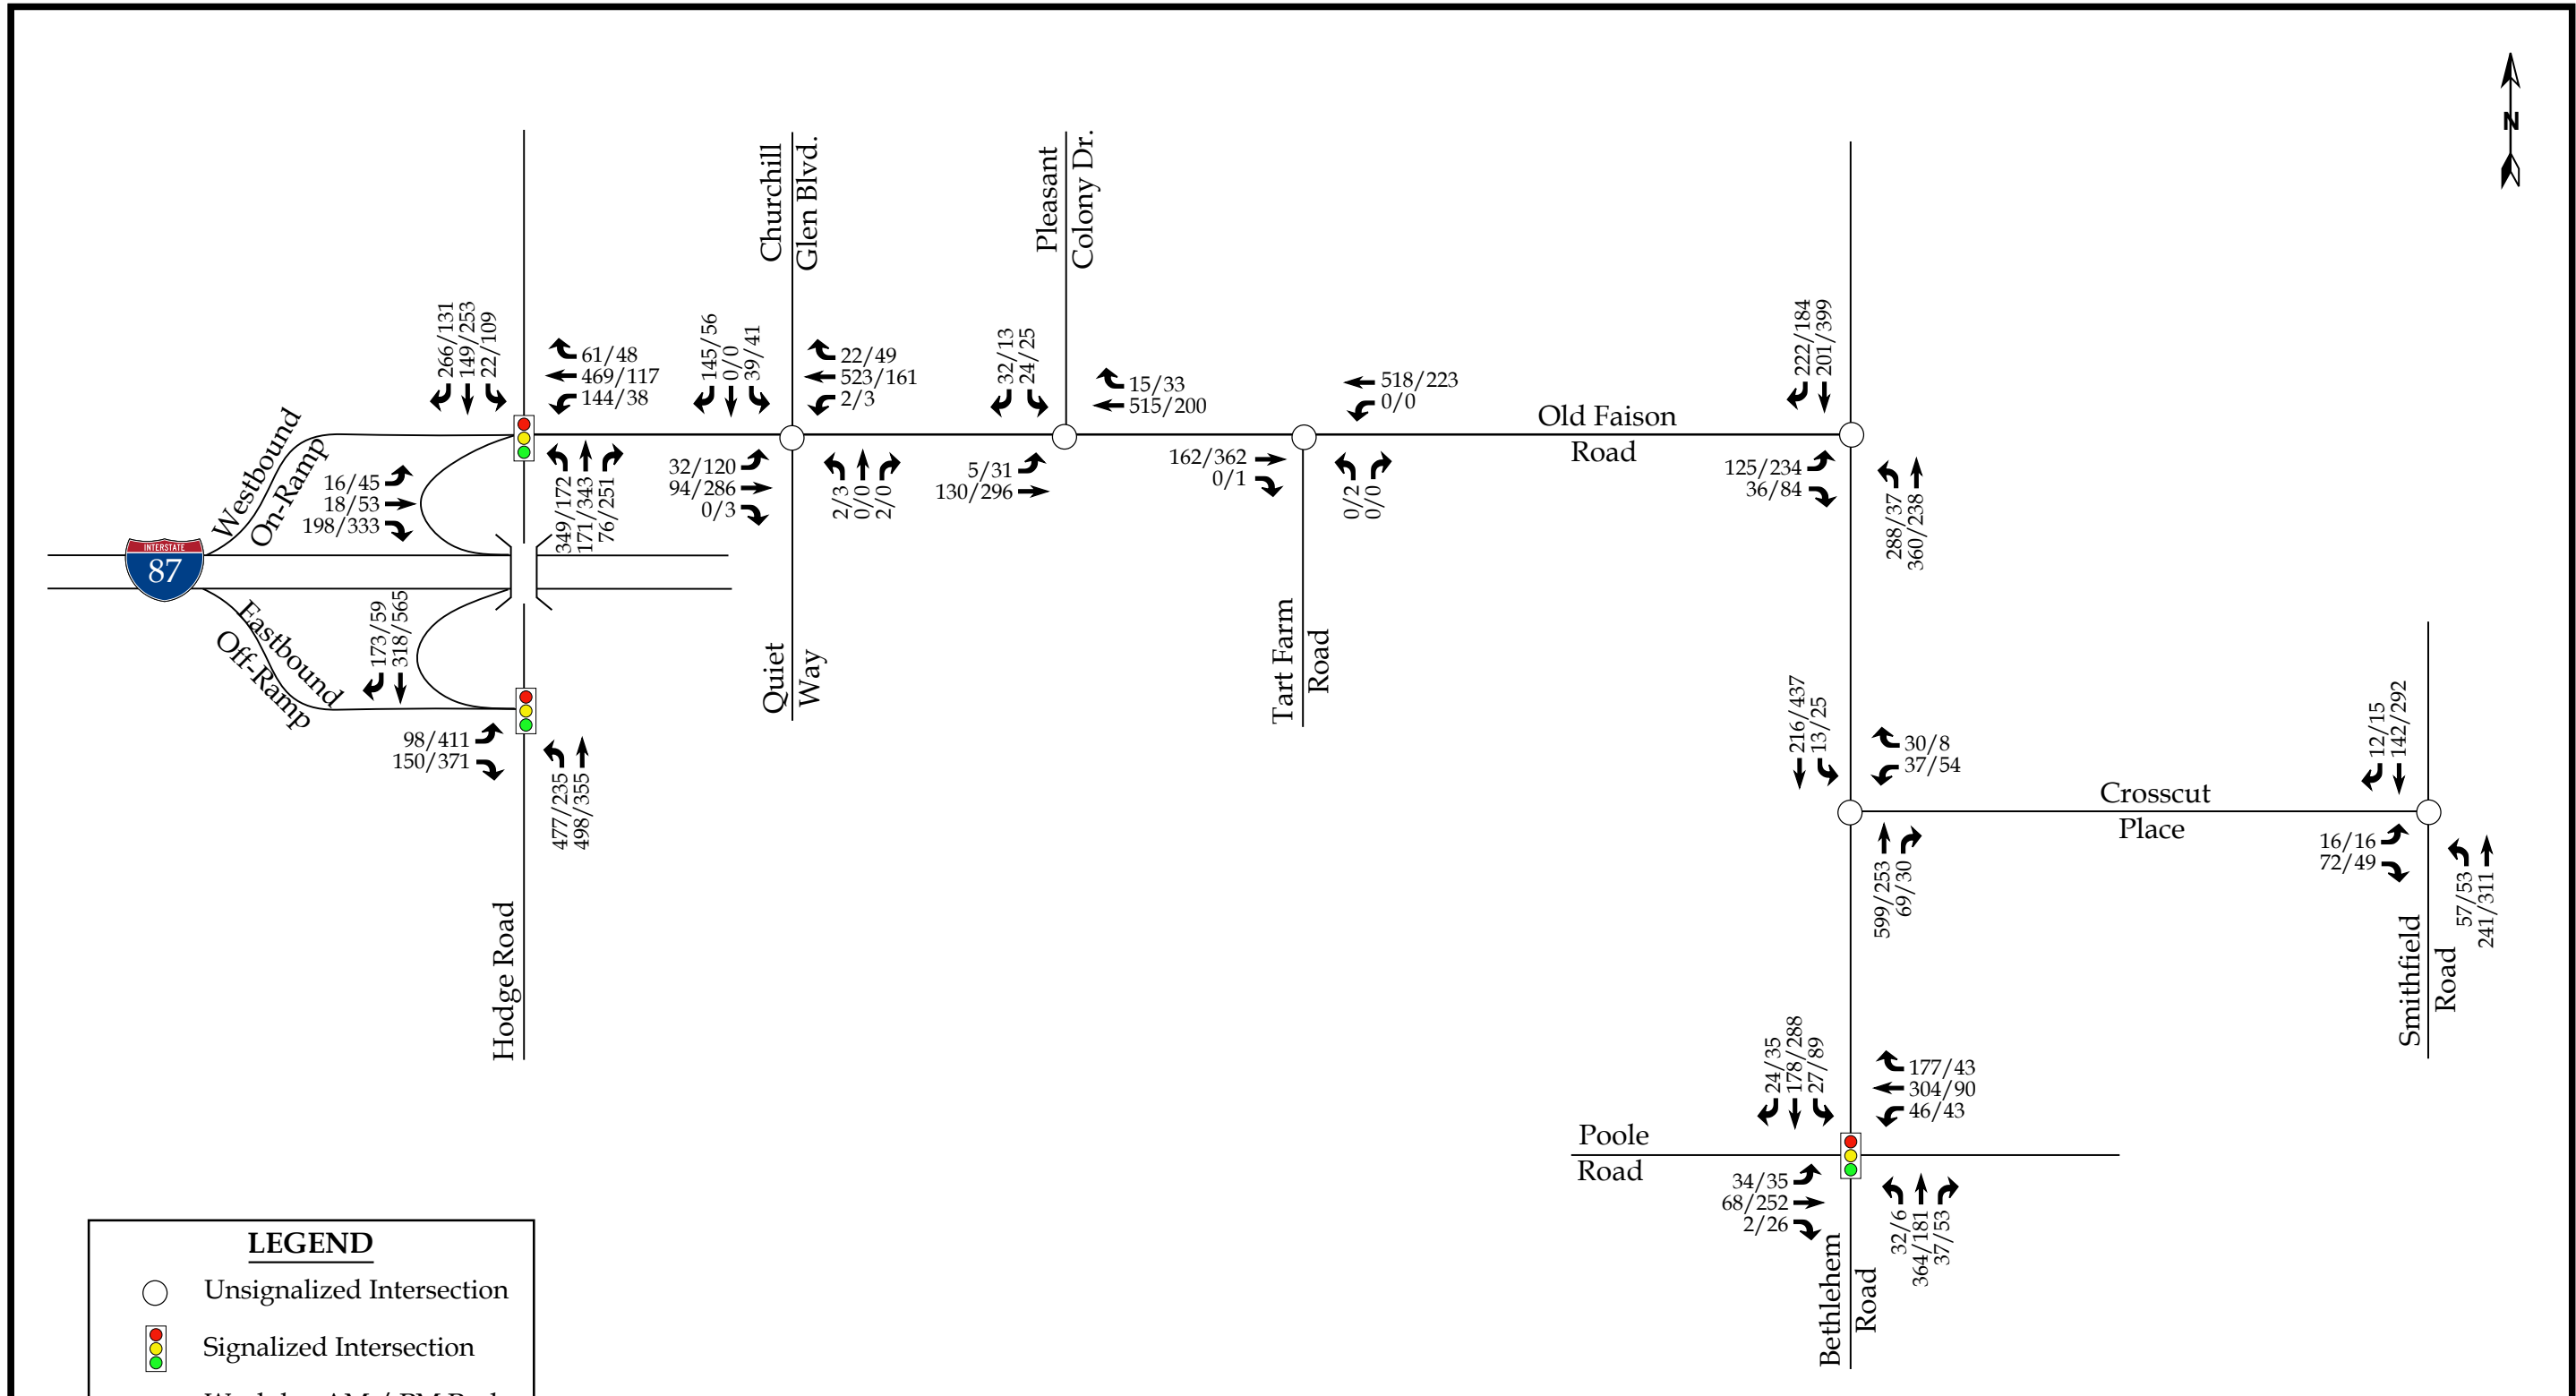 N
Churchill
Glen Blvd.
Pleasant
Colony Dr.
266/131
149/253
22/109
61/48
469/117
144/38
145/56
0/0
39/41
22/49
523/161
2/3
32/13
24/25
15/33
515/200
518/223
0/0
Old Faison
Road
222/184
201/399
Westbound
On-Ramp
16/45
18/53
198/333
349/172
171/343
76/251
32/120
94/286
0/3
2/3
0/0
2/0
5/31
130/296
162/362
0/1
0/2
0/0
125/234
36/84
288/37
360/238
INTERSTATE
87
Eastbound
Off-Ramp
173/59
318/565
98/411
150/371
477/235
498/355
Hodge Road
Quiet
Way
Tart Farm
Road
216/437
13/25
30/8
37/54
599/253
69/30
Crosscut
Place
12/15
142/292
16/16
72/49
57/53
241/311
Smithfield
Road
24/35
178/288
27/89
177/43
304/90
46/43
Poole
Road
34/35
68/252
2/26
32/6
364/181
37/53
Bethlehem
Road
LEGEND
Unsignalized Intersection
Signalized Intersection